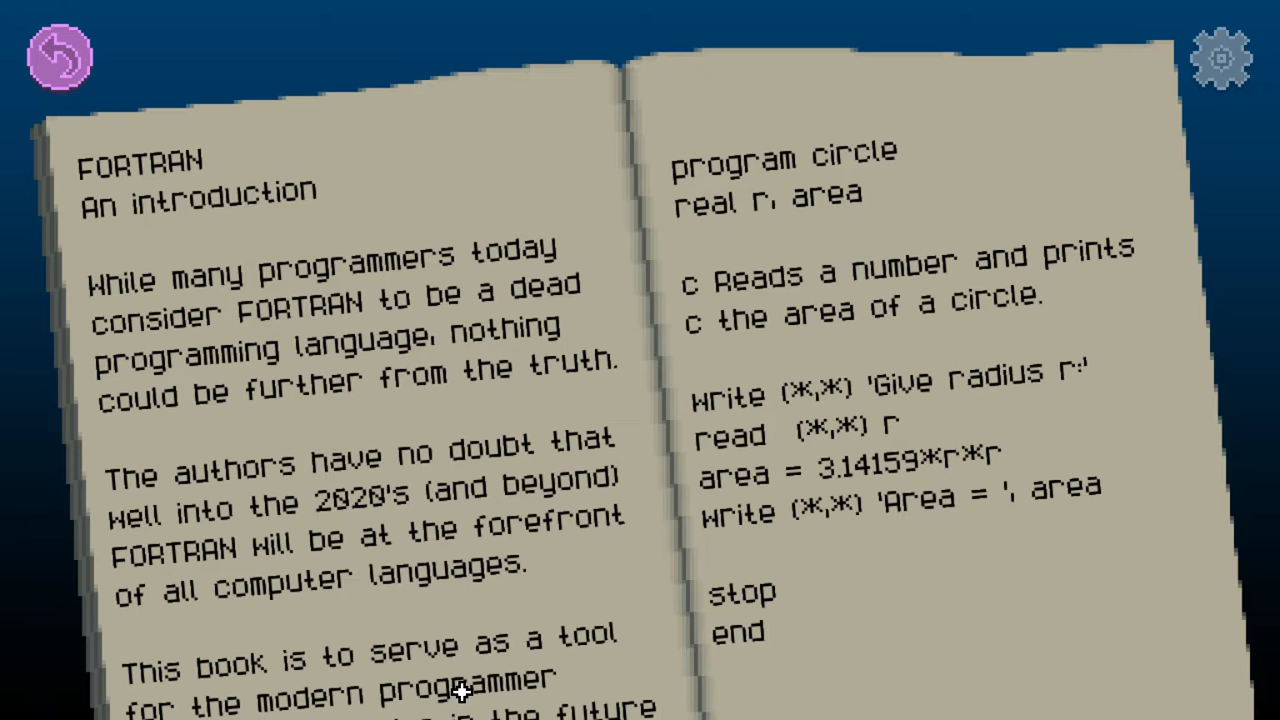 FORTRAN
An introduction
While many programmers today
consider FORTRAN to be a dead
programming language, nothing
could be further from the truth.
The authors have no doubt that
well into the 2020's (and beyond)
FORTRAN will be at the forefront
of all computer languages.
This book is to serve as a tool
for the modern programmer
in the future
program circle
real r, area
c Reads a number and prints
c the area of a circle.
write (*,*) 'Give radius r:'
read  (*,*) r
area = 3.14159*r*r
write (*,*) 'Area = ', area
stop
end